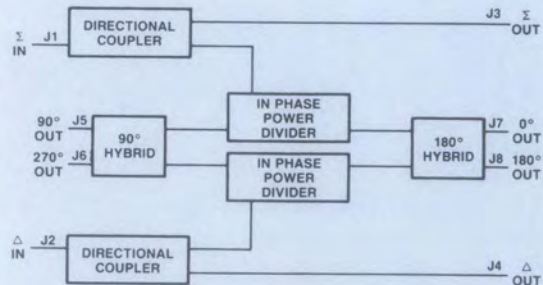 Σ IN
J1
DIRECTIONAL COUPLER
J3
Σ OUT
90° OUT
J5
270° OUT
J6
90° HYBRID
IN PHASE POWER DIVIDER
IN PHASE POWER DIVIDER
180° HYBRID
J7
0° OUT
J8
180° OUT
△ IN
J2
DIRECTIONAL COUPLER
J4
△ OUT